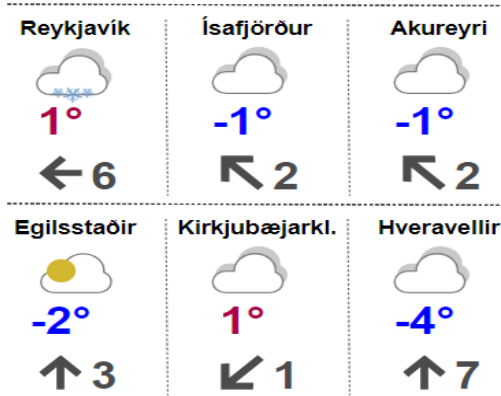 Reykjavík Ísafjörður Akureyri
1° -1° -1°
6 2 2
Egilsstaðir Kirkjubæjarkl. Hveravellir
-2° 1° -4°
3 1 7